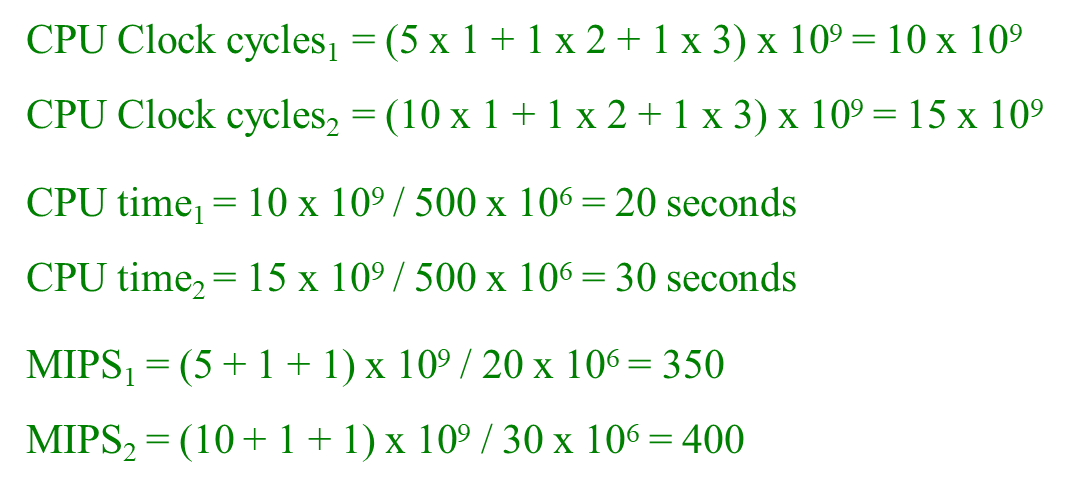 CPU Clock cycles₁ = (5 x 1 + 1 x 2 + 1 x 3) x 10⁹ = 10 x 10⁹
CPU Clock cycles₂ = (10 x 1 + 1 x 2 + 1 x 3) x 10⁹ = 15 x 10⁹
CPU time₁ = 10 x 10⁹ / 500 x 10⁶ = 20 seconds
CPU time₂ = 15 x 10⁹ / 500 x 10⁶ = 30 seconds
MIPS₁ = (5 + 1 + 1) x 10⁹ / 20 x 10⁶ = 350
MIPS₂ = (10 + 1 + 1) x 10⁹ / 30 x 10⁶ = 400